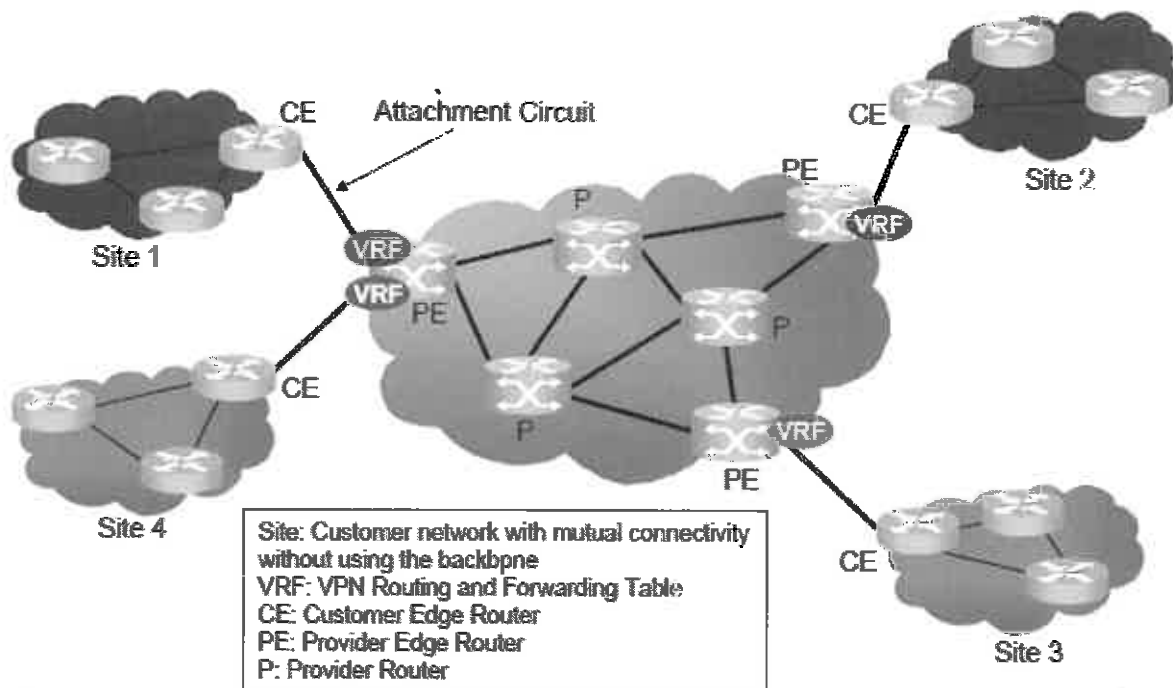 CE
Attachment Circuit
Site 1
CE
Site 2
PE
VRF
P
VRF
VRF
PE
P
P
CE
Site 4
VRF
PE
CE
Site 3
Site: Customer network with mutual connectivity
without using the backbpne
VRF: VPN Routing and Forwarding Table
CE: Customer Edge Router
PE: Provider Edge Router
P: Provider Router